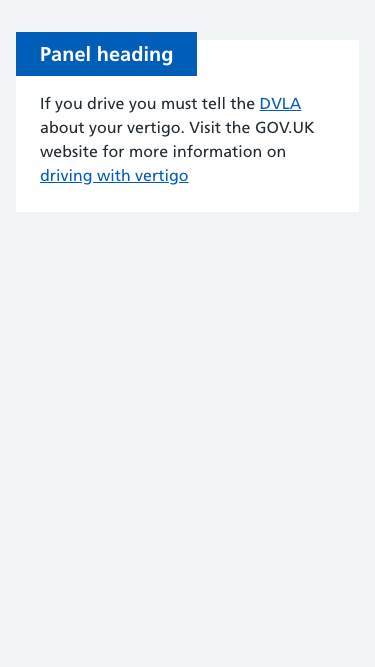 Panel heading
If you drive you must tell the DVLA
about your vertigo. Visit the GOV.UK
website for more information on
driving with vertigo